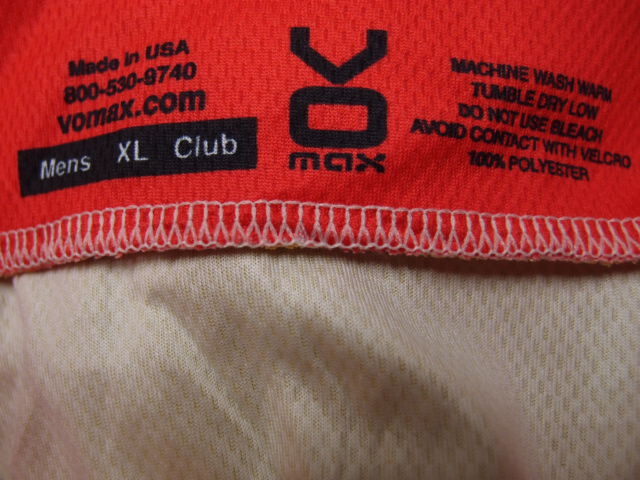 Made in USA
800-530-9740
vomax.com
Mens XL Club
VO
max
MACHINE WASH WARM
TUMBLE DRY LOW
DO NOT USE BLEACH
AVOID CONTACT WITH VELCRO
100% POLYESTER